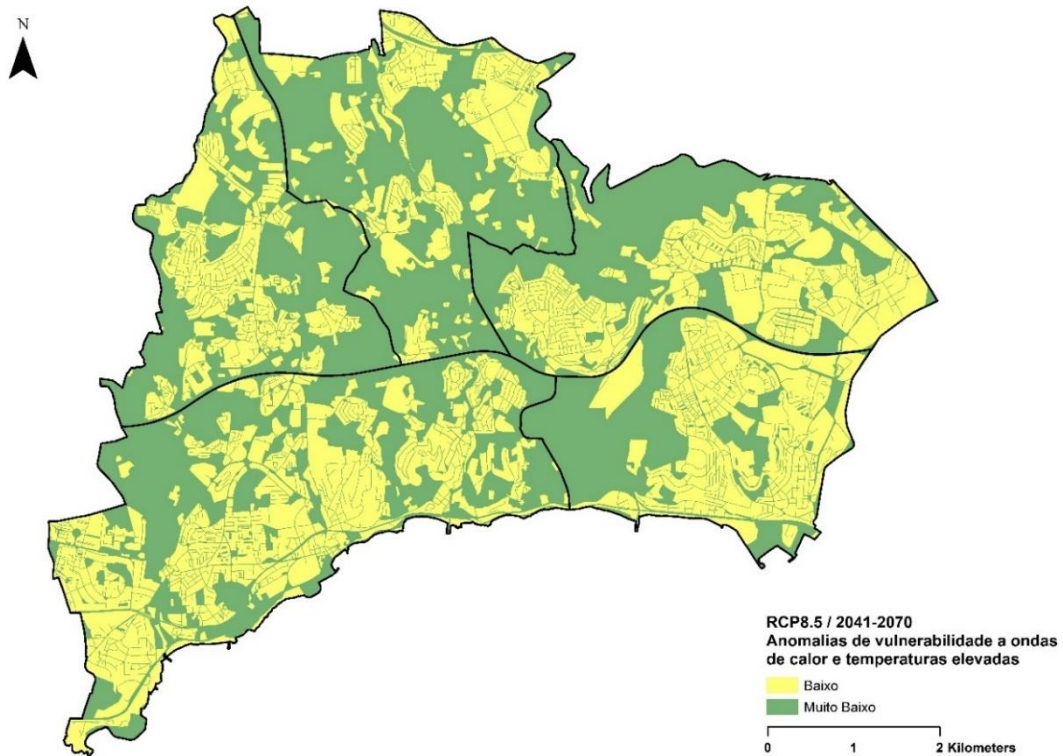 N
RCP8.5 / 2041-2070
Anomalias de vulnerabilidade a ondas
de calor e temperaturas elevadas
Baixo
Muito Baixo
0 1 2 Kilometers